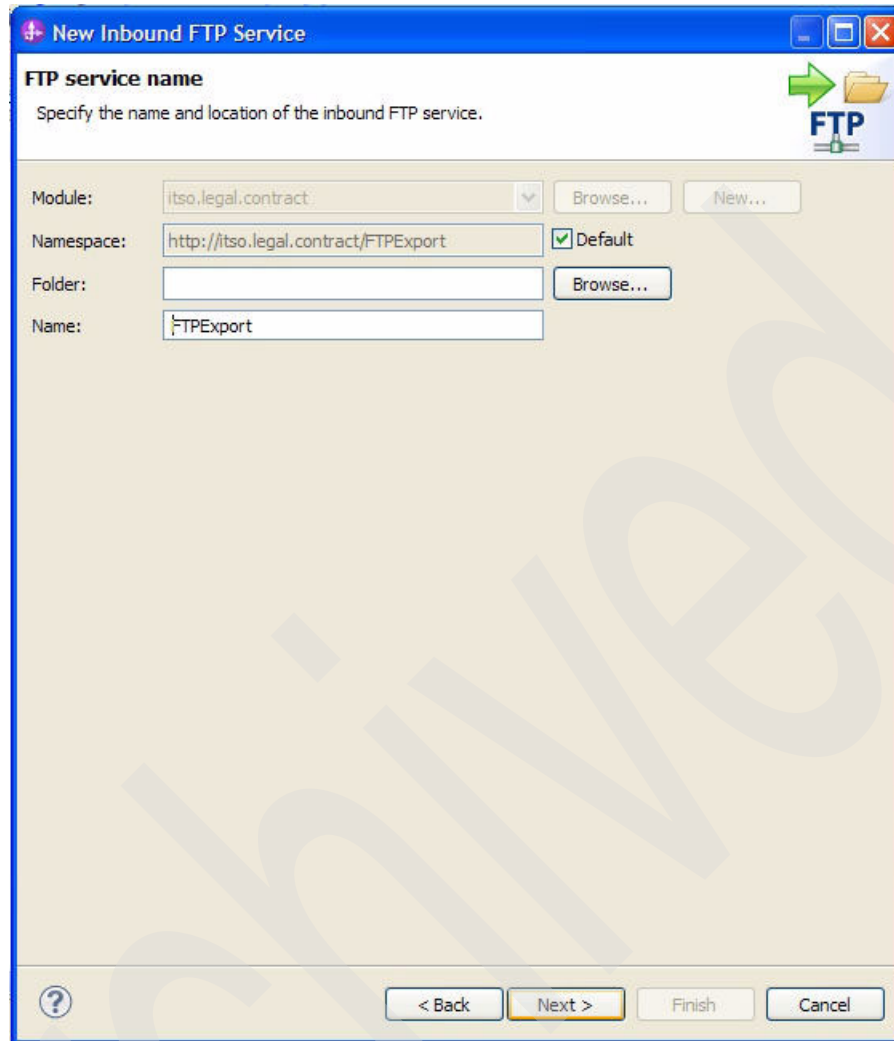 New Inbound FTP Service
FTP service name
Specify the name and location of the inbound FTP service.
FTP
Module: itso.legal.contract Browse... New...
Namespace: http://itso.legal.contract/FTPExport Default
Folder: Browse...
Name: FTPExport
? < Back Next > Finish Cancel